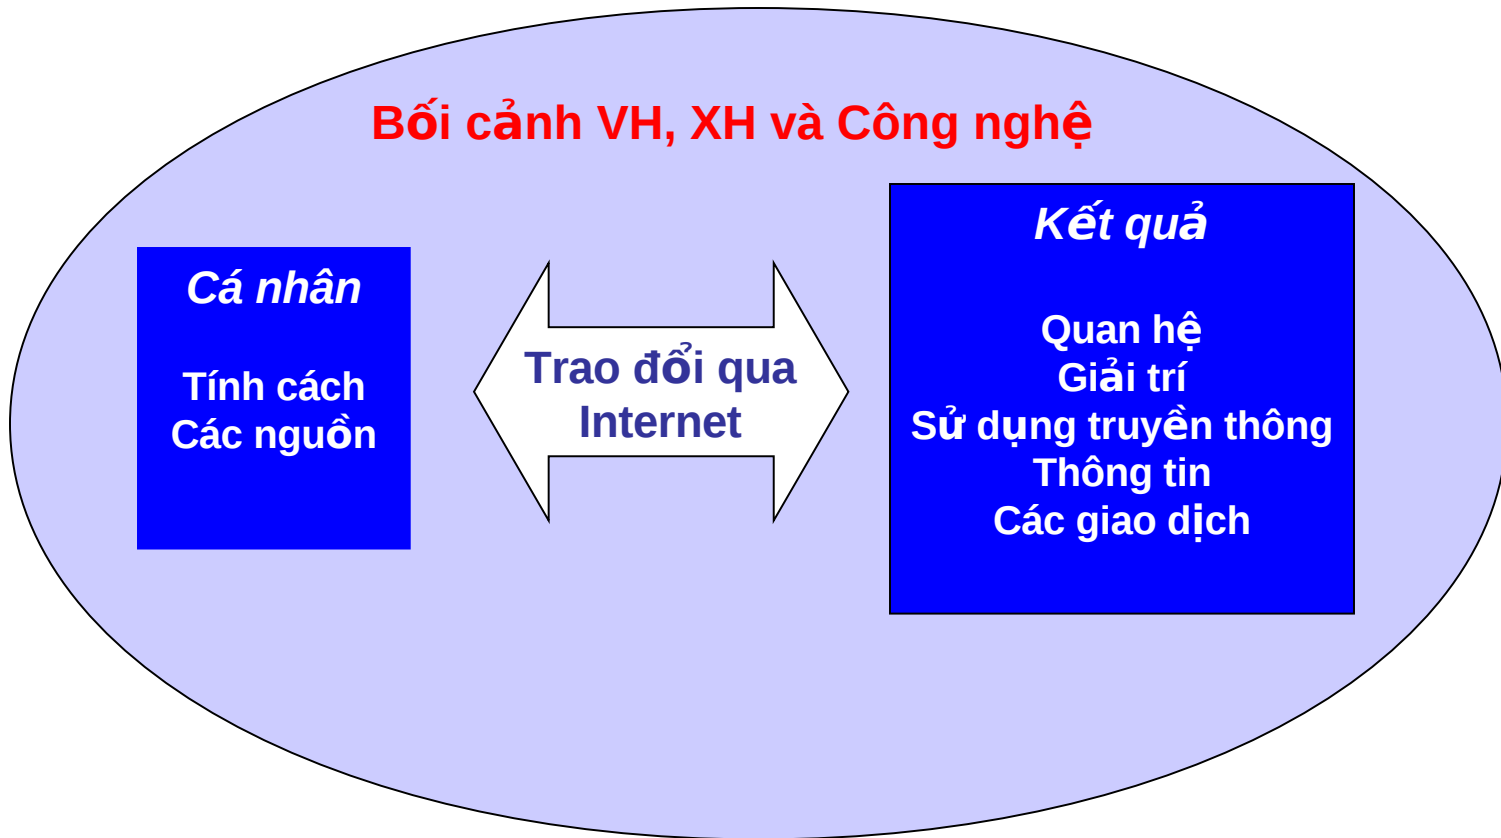 Bối cảnh VH, XH và Công nghệ
Cá nhân
Tính cách
Các nguồn
Trao đổi qua
Internet
Kết quả
Quan hệ
Giải trí
Sử dụng truyền thông
Thông tin
Các giao dịch